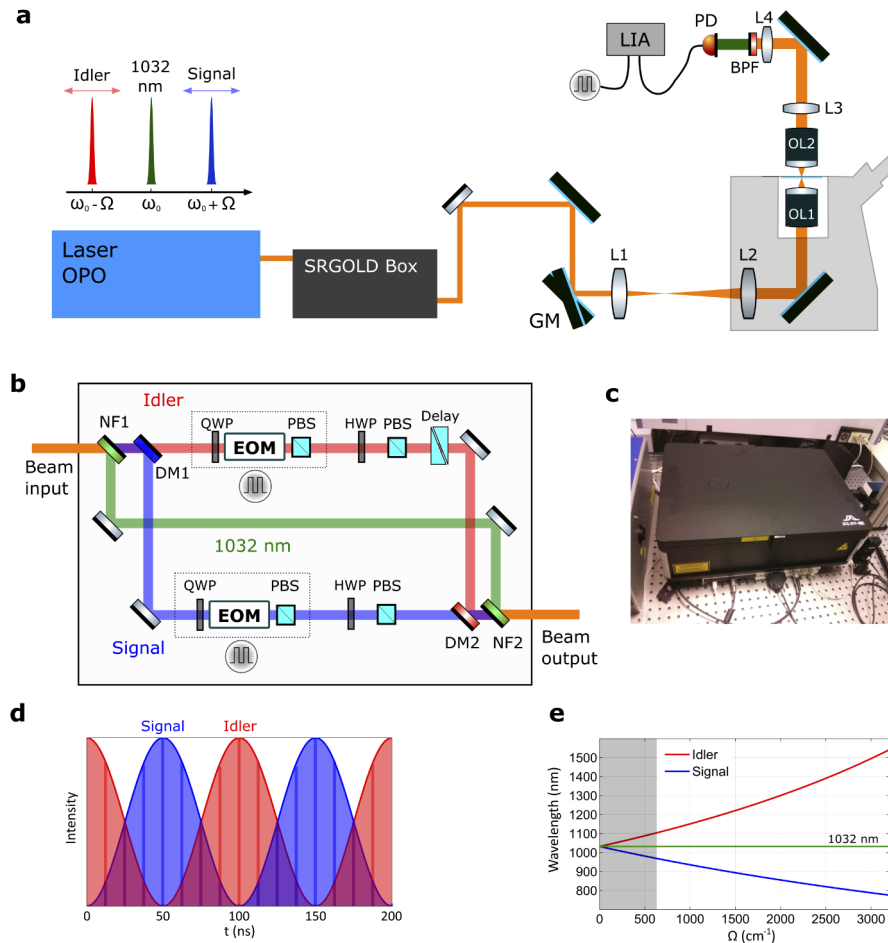 a
Idler
1032
nm
Signal
ω₀ - Ω
ω₀
ω₀ + Ω
Laser
OPO
SRGOLD Box
GM
L1
L2
LIA
PD
BPF
L4
L3
OL2
OL1
b
Idler
NF1
QWP
EOM
PBS
HWP
PBS
Delay
Beam
input
DM1
1032 nm
QWP
EOM
PBS
HWP
PBS
Signal
DM2
NF2
Beam
output
c
APE
d
Signal
Idler
Intensity
0
50
100
150
200
t (ns)
e
Wavelength (nm)
1500
1400
1300
1200
1100
1000
900
800
Idler
Signal
1032 nm
0
500
1000
1500
2000
2500
3000
Ω (cm⁻¹)